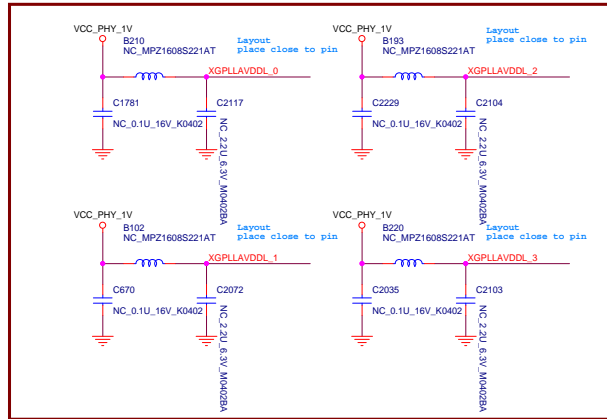 VCC_PHY_1V
B210
NC_MPZ1608S221AT
Layout
place close to pin
XGPLLAVDDL_0
C1781
NC_0.1U_16V_K0402
C2117
NC_2.2U_6.3V_M0402BA
VCC_PHY_1V
B193
NC_MPZ1608S221AT
Layout
place close to pin
XGPLLAVDDL_2
C2229
NC_0.1U_16V_K0402
C2104
NC_2.2U_6.3V_M0402BA
VCC_PHY_1V
B102
NC_MPZ1608S221AT
Layout
place close to pin
XGPLLAVDDL_1
C670
NC_0.1U_16V_K0402
C2072
NC_2.2U_6.3V_M0402BA
VCC_PHY_1V
B220
NC_MPZ1608S221AT
Layout
place close to pin
XGPLLAVDDL_3
C2035
NC_0.1U_16V_K0402
C2103
NC_2.2U_6.3V_M0402BA